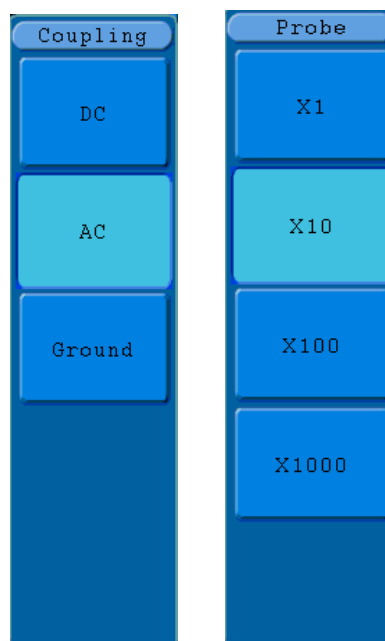 Coupling
DC
AC
Ground
Probe
X1
X10
X100
X1000